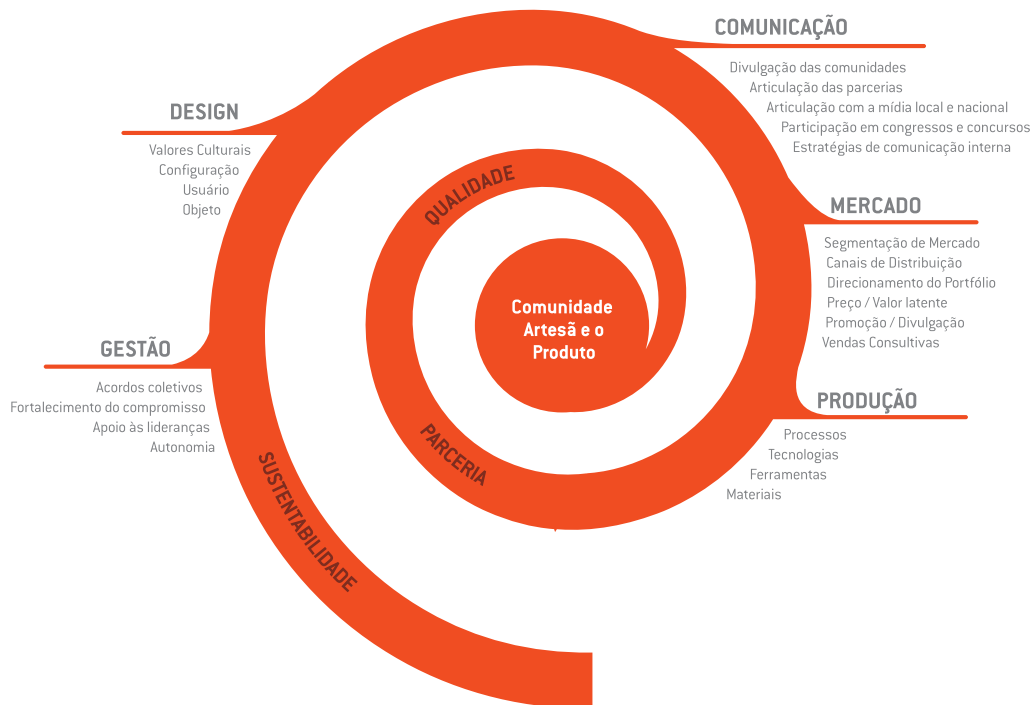 COMUNICAÇÃO
Divulgação das comunidades
Articulação das parcerias
Articulação com a mídia local e nacional
Participação em congressos e concursos
Estratégias de comunicação interna
DESIGN
Valores Culturais
Configuração
Usuário
Objeto
QUALIDADE
MERCADO
Segmentação de Mercado
Canais de Distribuição
Direcionamento do Portfólio
Preço / Valor latente
Promoção / Divulgação
Vendas Consultivas
Comunidade
Artesã e o
Produto
GESTÃO
Acordos coletivos
Fortalecimento do compromisso
Apoio às lideranças
Autonomia
PRODUÇÃO
Processos
Tecnologias
Ferramentas
Materiais
PARCERIA
SUSTENTABILIDADE